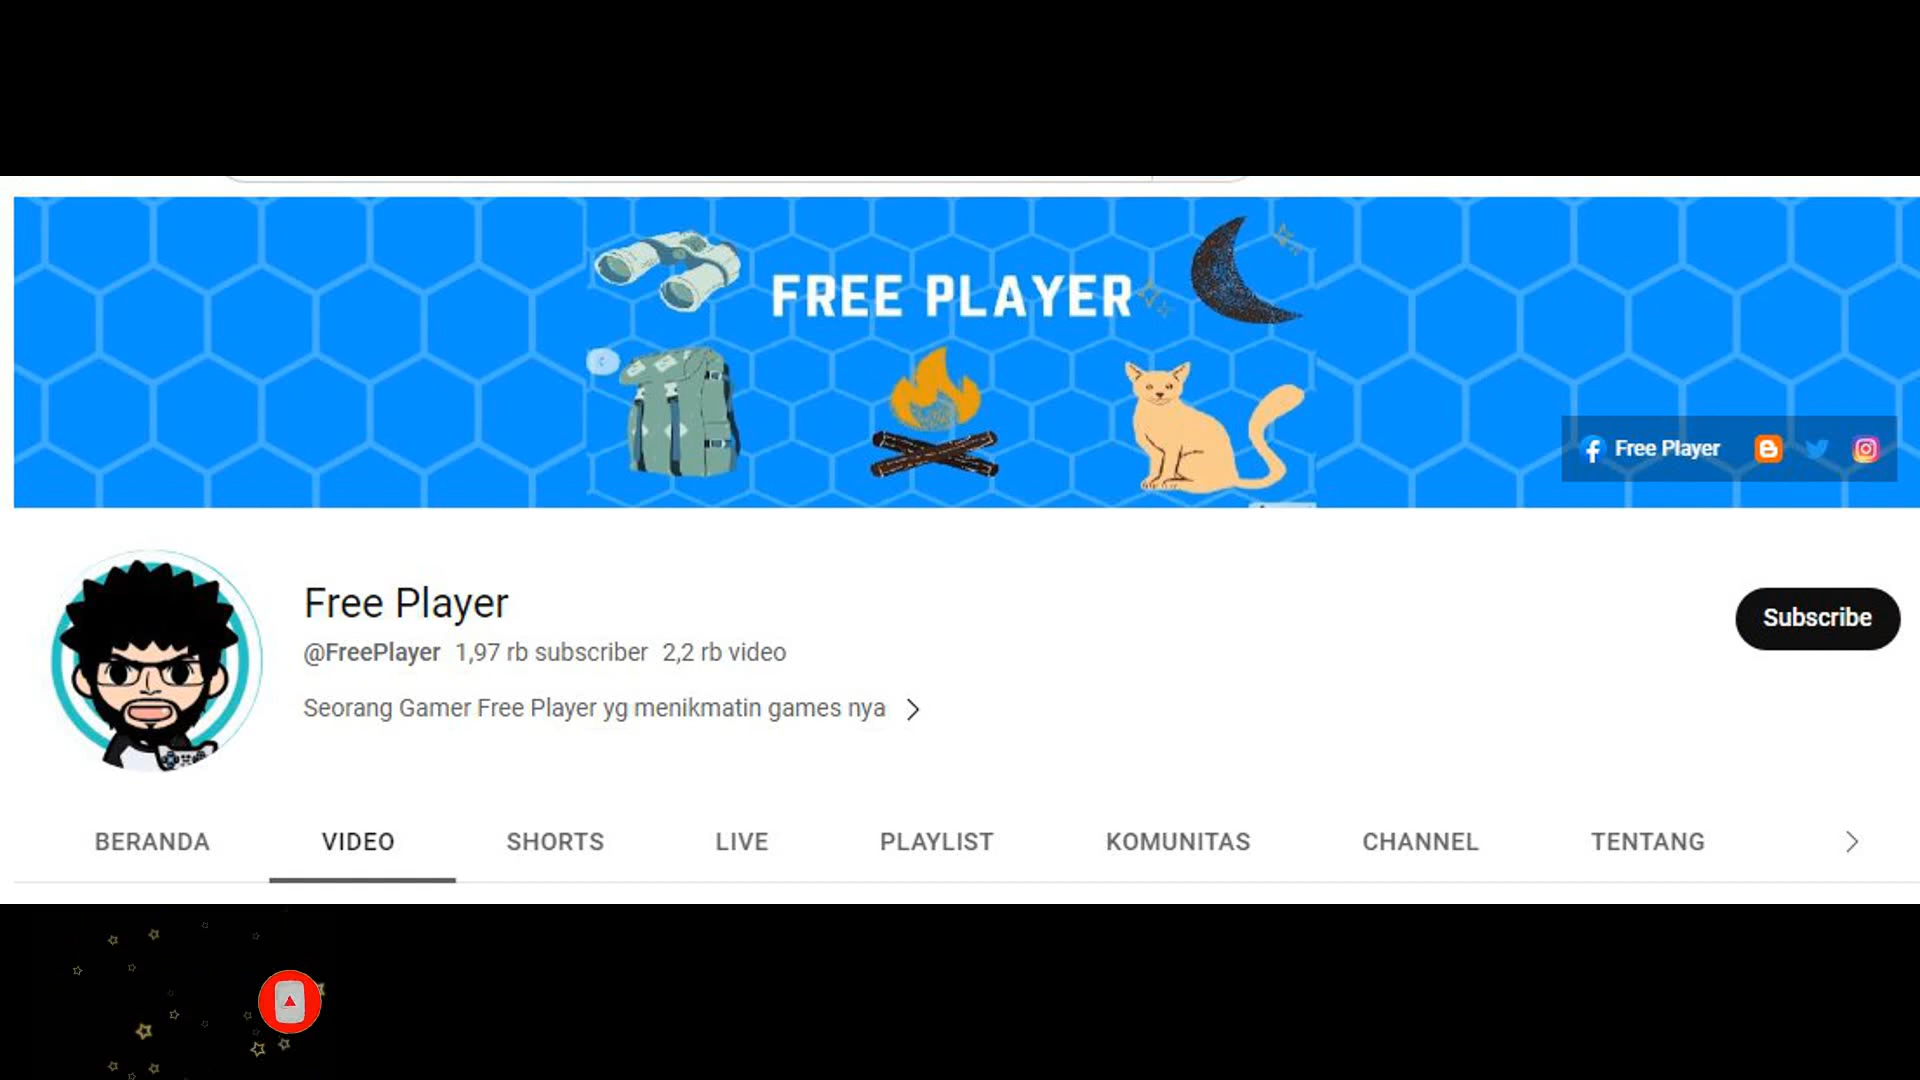 FREE PLAYER
Free Player
Free Player
@FreePlayer 1,97 rb subscriber 2,2 rb video
Subscribe
Seorang Gamer Free Player yg menikmatin games nya
BERANDA VIDEO SHORTS LIVE PLAYLIST KOMUNITAS CHANNEL TENTANG